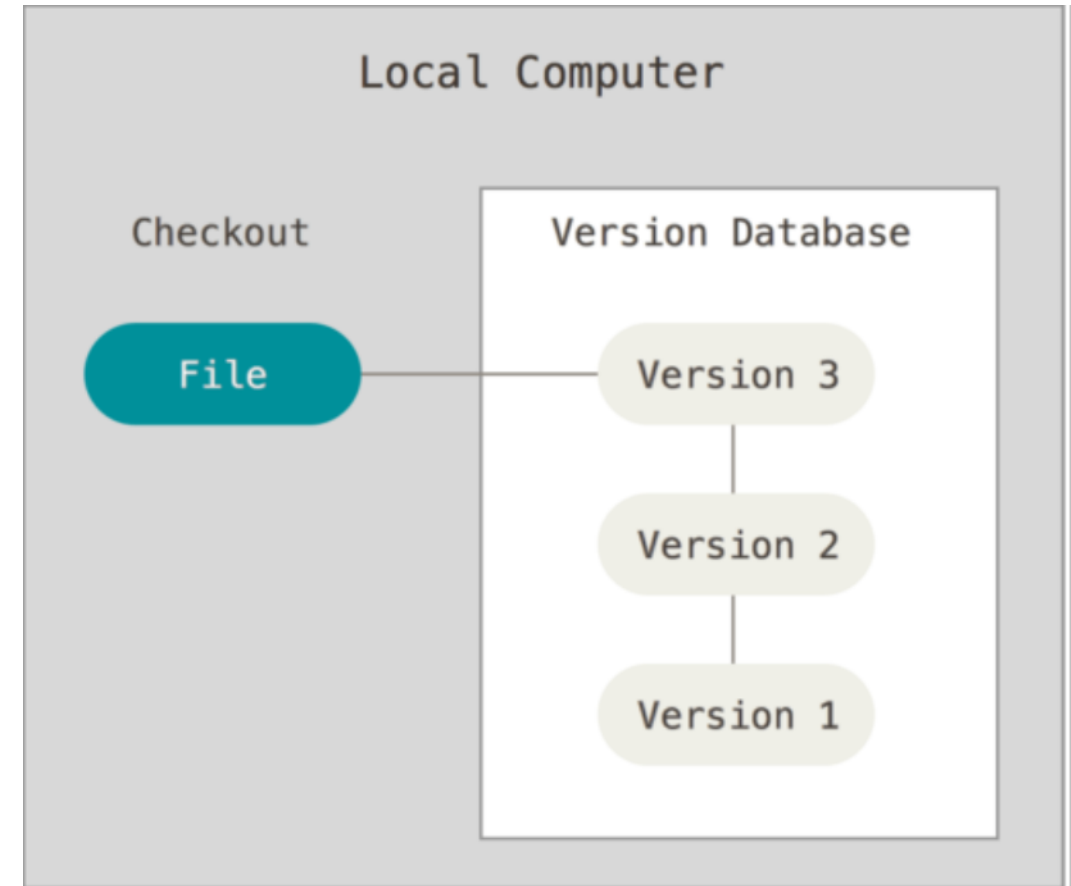 Local Computer
Checkout
Version Database
File
Version 3
Version 2
Version 1